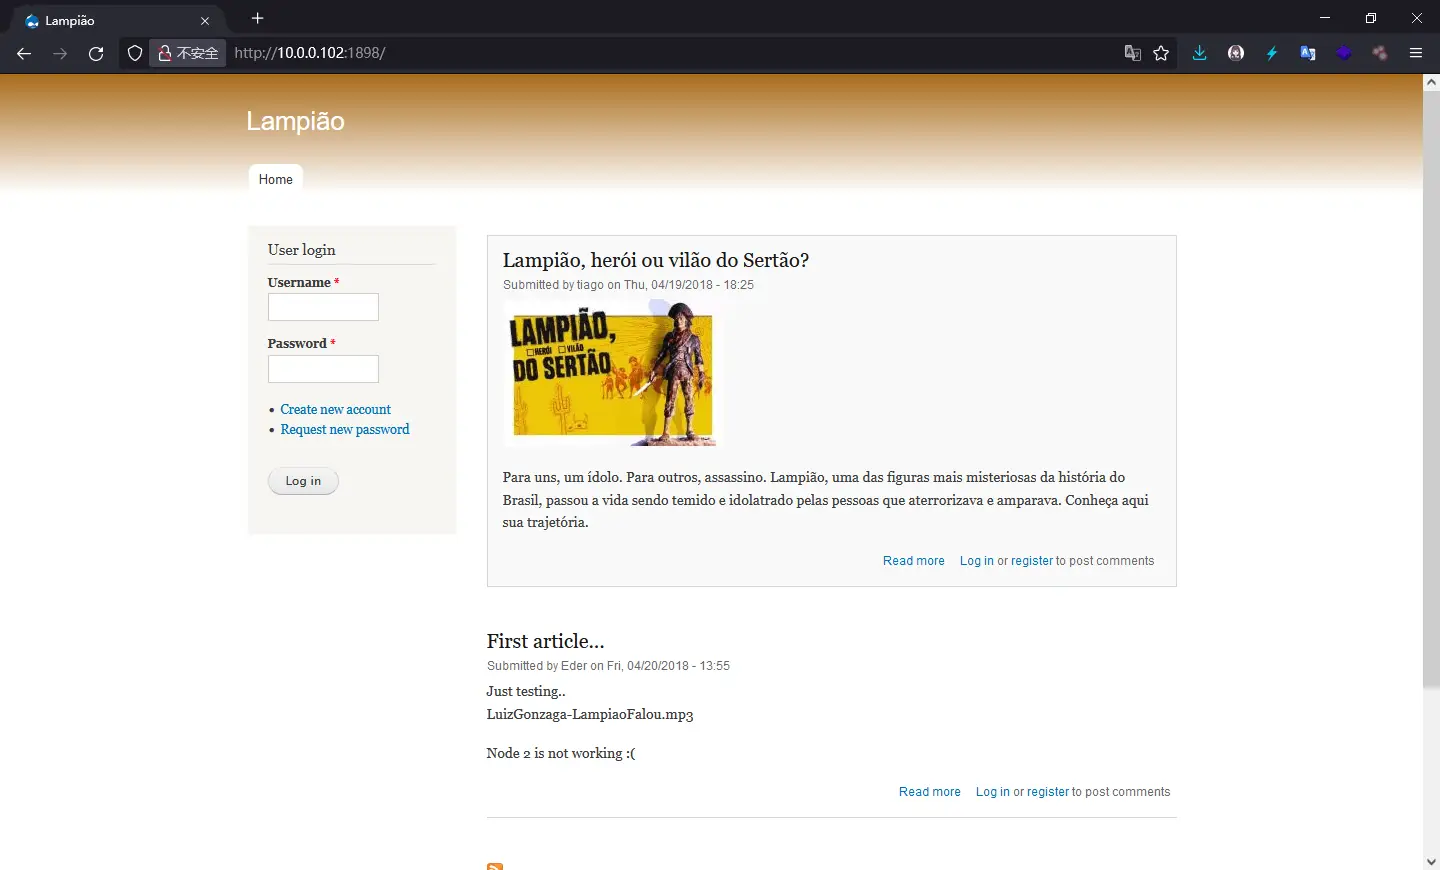 Lampião
不安全
http://10.0.0.102:1898/
Lampião
Home
User login
Username *
Password *
Create new account
Request new password
Log in
Lampião, herói ou vilão do Sertão?
Submitted by tiago on Thu, 04/19/2018 - 18:25
LAMPIÃO,
HERÓI VILÃO
DO SERTÃO
Para uns, um ídolo. Para outros, assassino. Lampião, uma das figuras mais misteriosas da história do
Brasil, passou a vida sendo temido e idolatrado pelas pessoas que aterrorizava e amparava. Conheça aqui
sua trajetória.
Read more Log in or register to post comments
First article...
Submitted by Eder on Fri, 04/20/2018 - 13:55
Just testing..
LuizGonzaga-LampiaoFalou.mp3
Node 2 is not working :(
Read more Log in or register to post comments